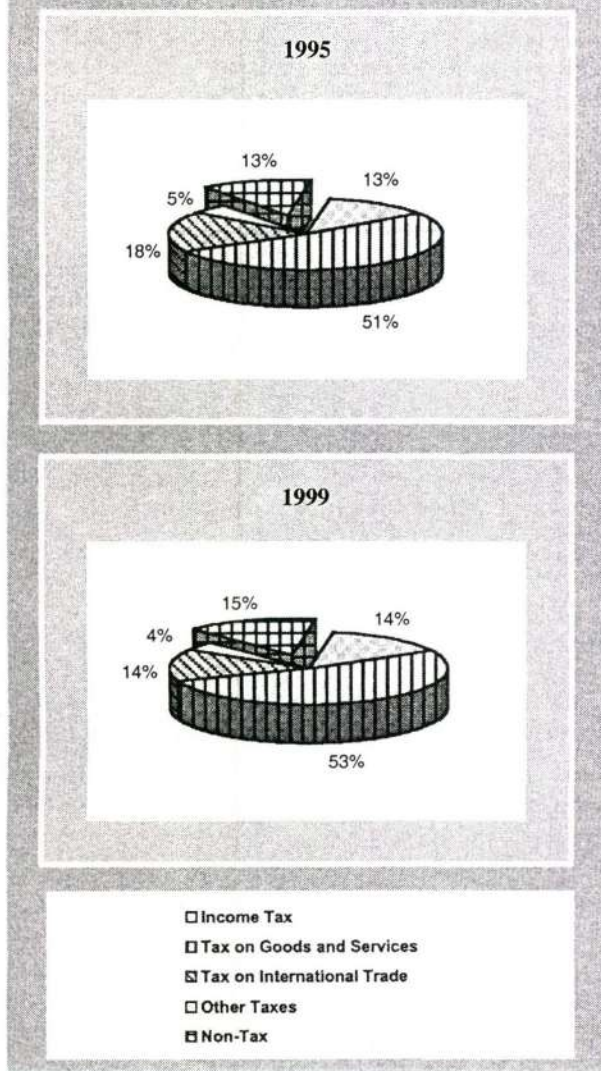 1995
13%
13%
5%
18%
51%
1999
15%
14%
4%
14%
53%
Income Tax
Tax on Goods and Services
Tax on International Trade
Other Taxes
Non-Tax